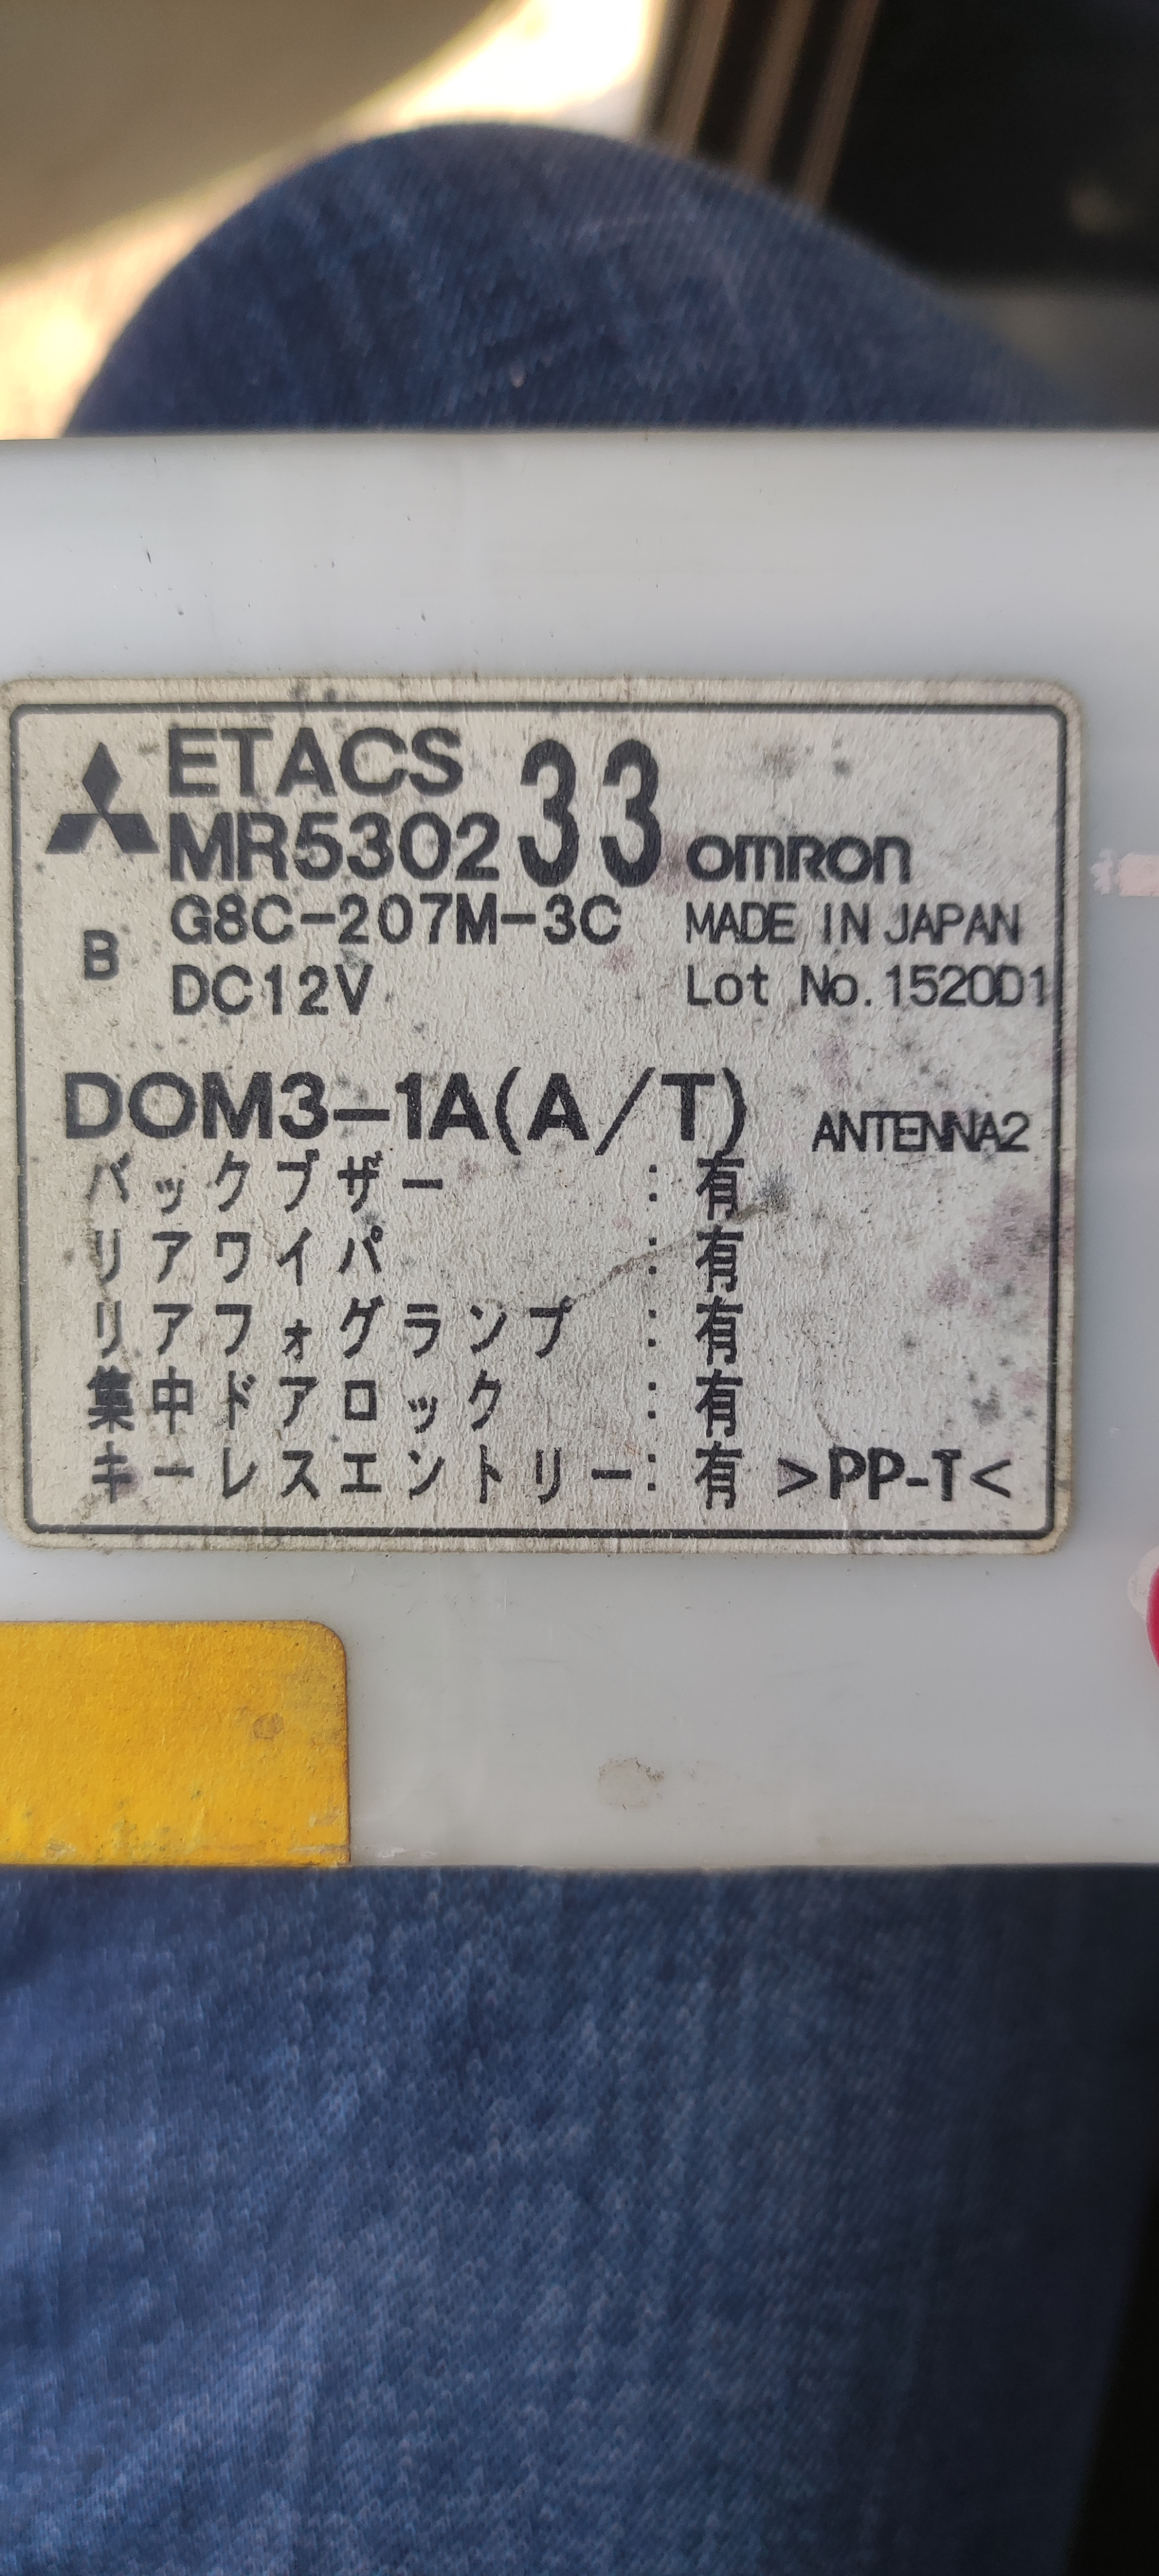 ETACS
MR530233 omron
G8C-207M-3C MADE IN JAPAN
B
DC12V Lot No.1520D1
DOM3-1A(A/T) ANTENNA2
バックブザー : 有
リアワイパ : 有
リアフォグランプ : 有
集中ドアロック : 有
キーレスエントリー : 有 >PP-T<